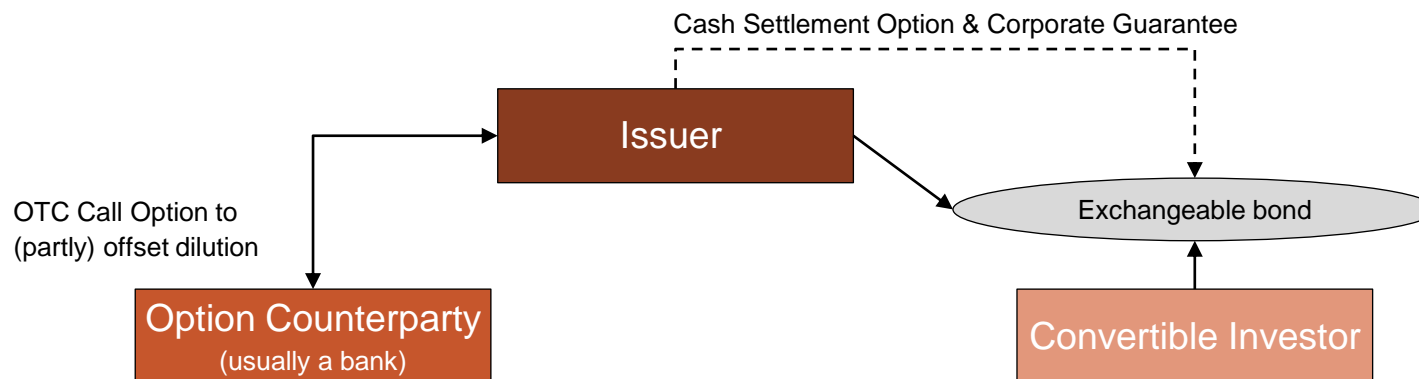 Cash Settlement Option & Corporate Guarantee
Issuer
OTC Call Option to
(partly) offset dilution
Exchangeable bond
Option Counterparty
(usually a bank)
Convertible Investor